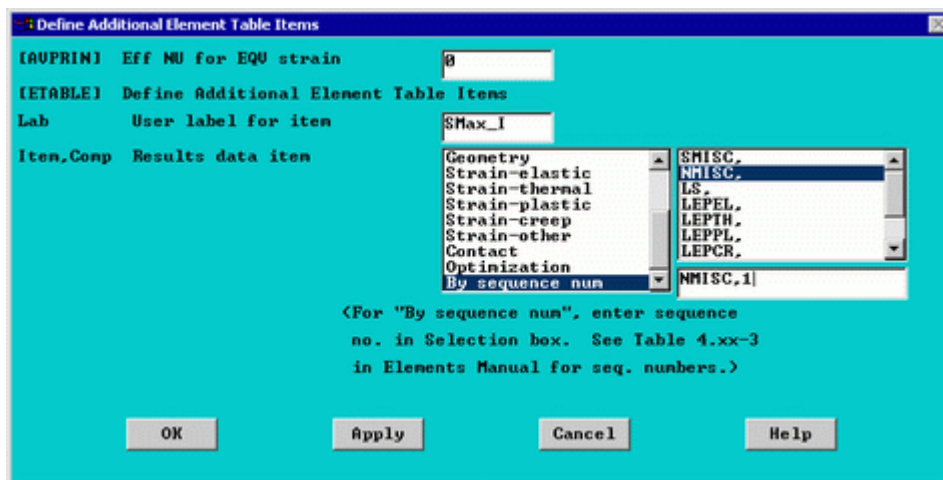 Define Additional Element Table Items
[AVPRIN] Eff NU for EQV strain 0
[ETABLE] Define Additional Element Table Items
Lab User label for item SMax_I
Item,Comp Results data item
Geometry
Strain-elastic
Strain-thermal
Strain-plastic
Strain-creep
Strain-other
Contact
Optimization
By sequence num
SMISC,
NMISC,
LS,
LEPEL,
LEPTH,
LEPPL,
LEPCR,
NMISC,1
(For "By sequence num", enter sequence
no. in Selection box. See Table 4.xx-3
in Elements Manual for seq. numbers.)
OK Apply Cancel Help